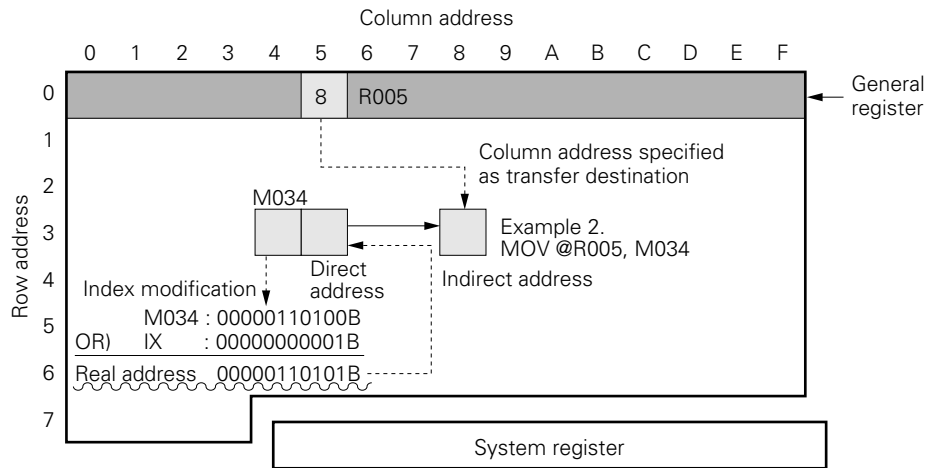 Column address
0 1 2 3 4 5 6 7 8 9 A B C D E F
0 8 R005
General
register
1
Column address specified
as transfer destination
2
M034
3
Example 2.
MOV @R005, M034
Row address
4
Direct
address
Indirect address
Index modification
5
M034 : 00000110100B
OR) IX : 00000000001B
6 Real address 00000110101B
7
System register